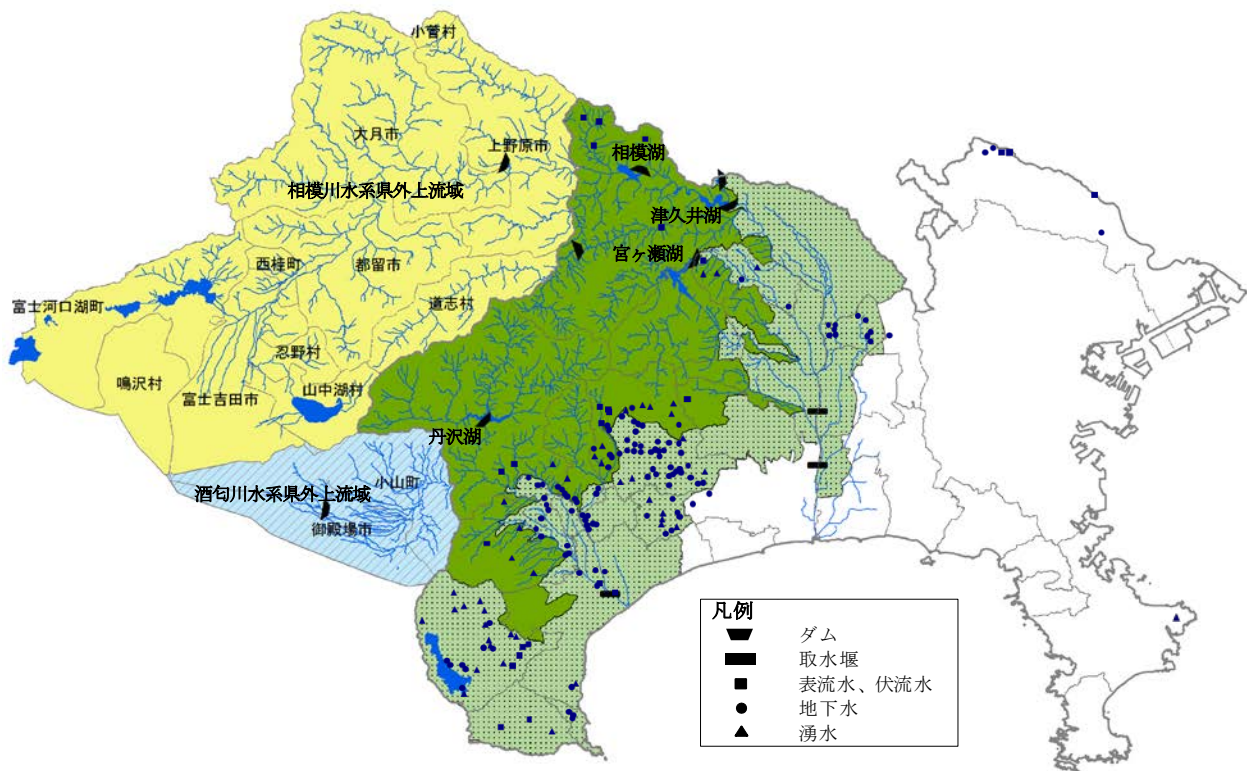 小菅村
大月市
上野原市
相模湖
相模川水系県外上流域
津久井湖
宮ヶ瀬湖
西桂町
都留市
富士河口湖町
道志村
忍野村
鳴沢村
富士吉田市
山中湖村
丹沢湖
酒匂川水系県外上流域
小山町
御殿場市
凡例
ダム
取水堰
表流水、伏流水
地下水
湧水